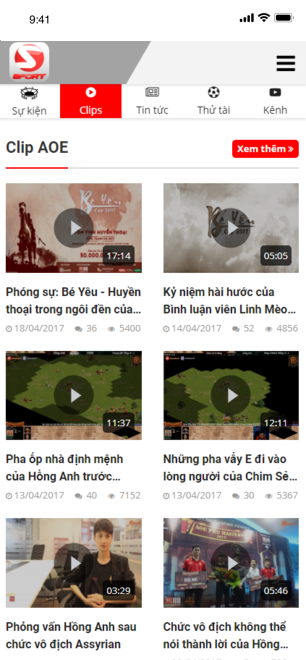 9:41
SPORT
Sự kiện
Clips
Tin tức
Thử tài
Kênh
Clip AOE
Xem thêm »
17:14
05:05
Phóng sự: Bé Yêu - Huyền
thoại trong ngôi đền của...
18/04/2017 36 5400
Kỷ niệm hài hước của
Bình luận viên Linh Mèo...
14/04/2017 52 4856
11:37
12:11
Pha ốp nhà định mệnh
của Hồng Anh trước...
13/04/2017 40 7152
Những pha vẩy E đi vào
lòng người của Chim Sẻ...
13/04/2017 30 5367
03:29
05:46
Phỏng vấn Hồng Anh sau
chức vô địch Assyrian
Chức vô địch không thể
nói thành lời của Hồng...